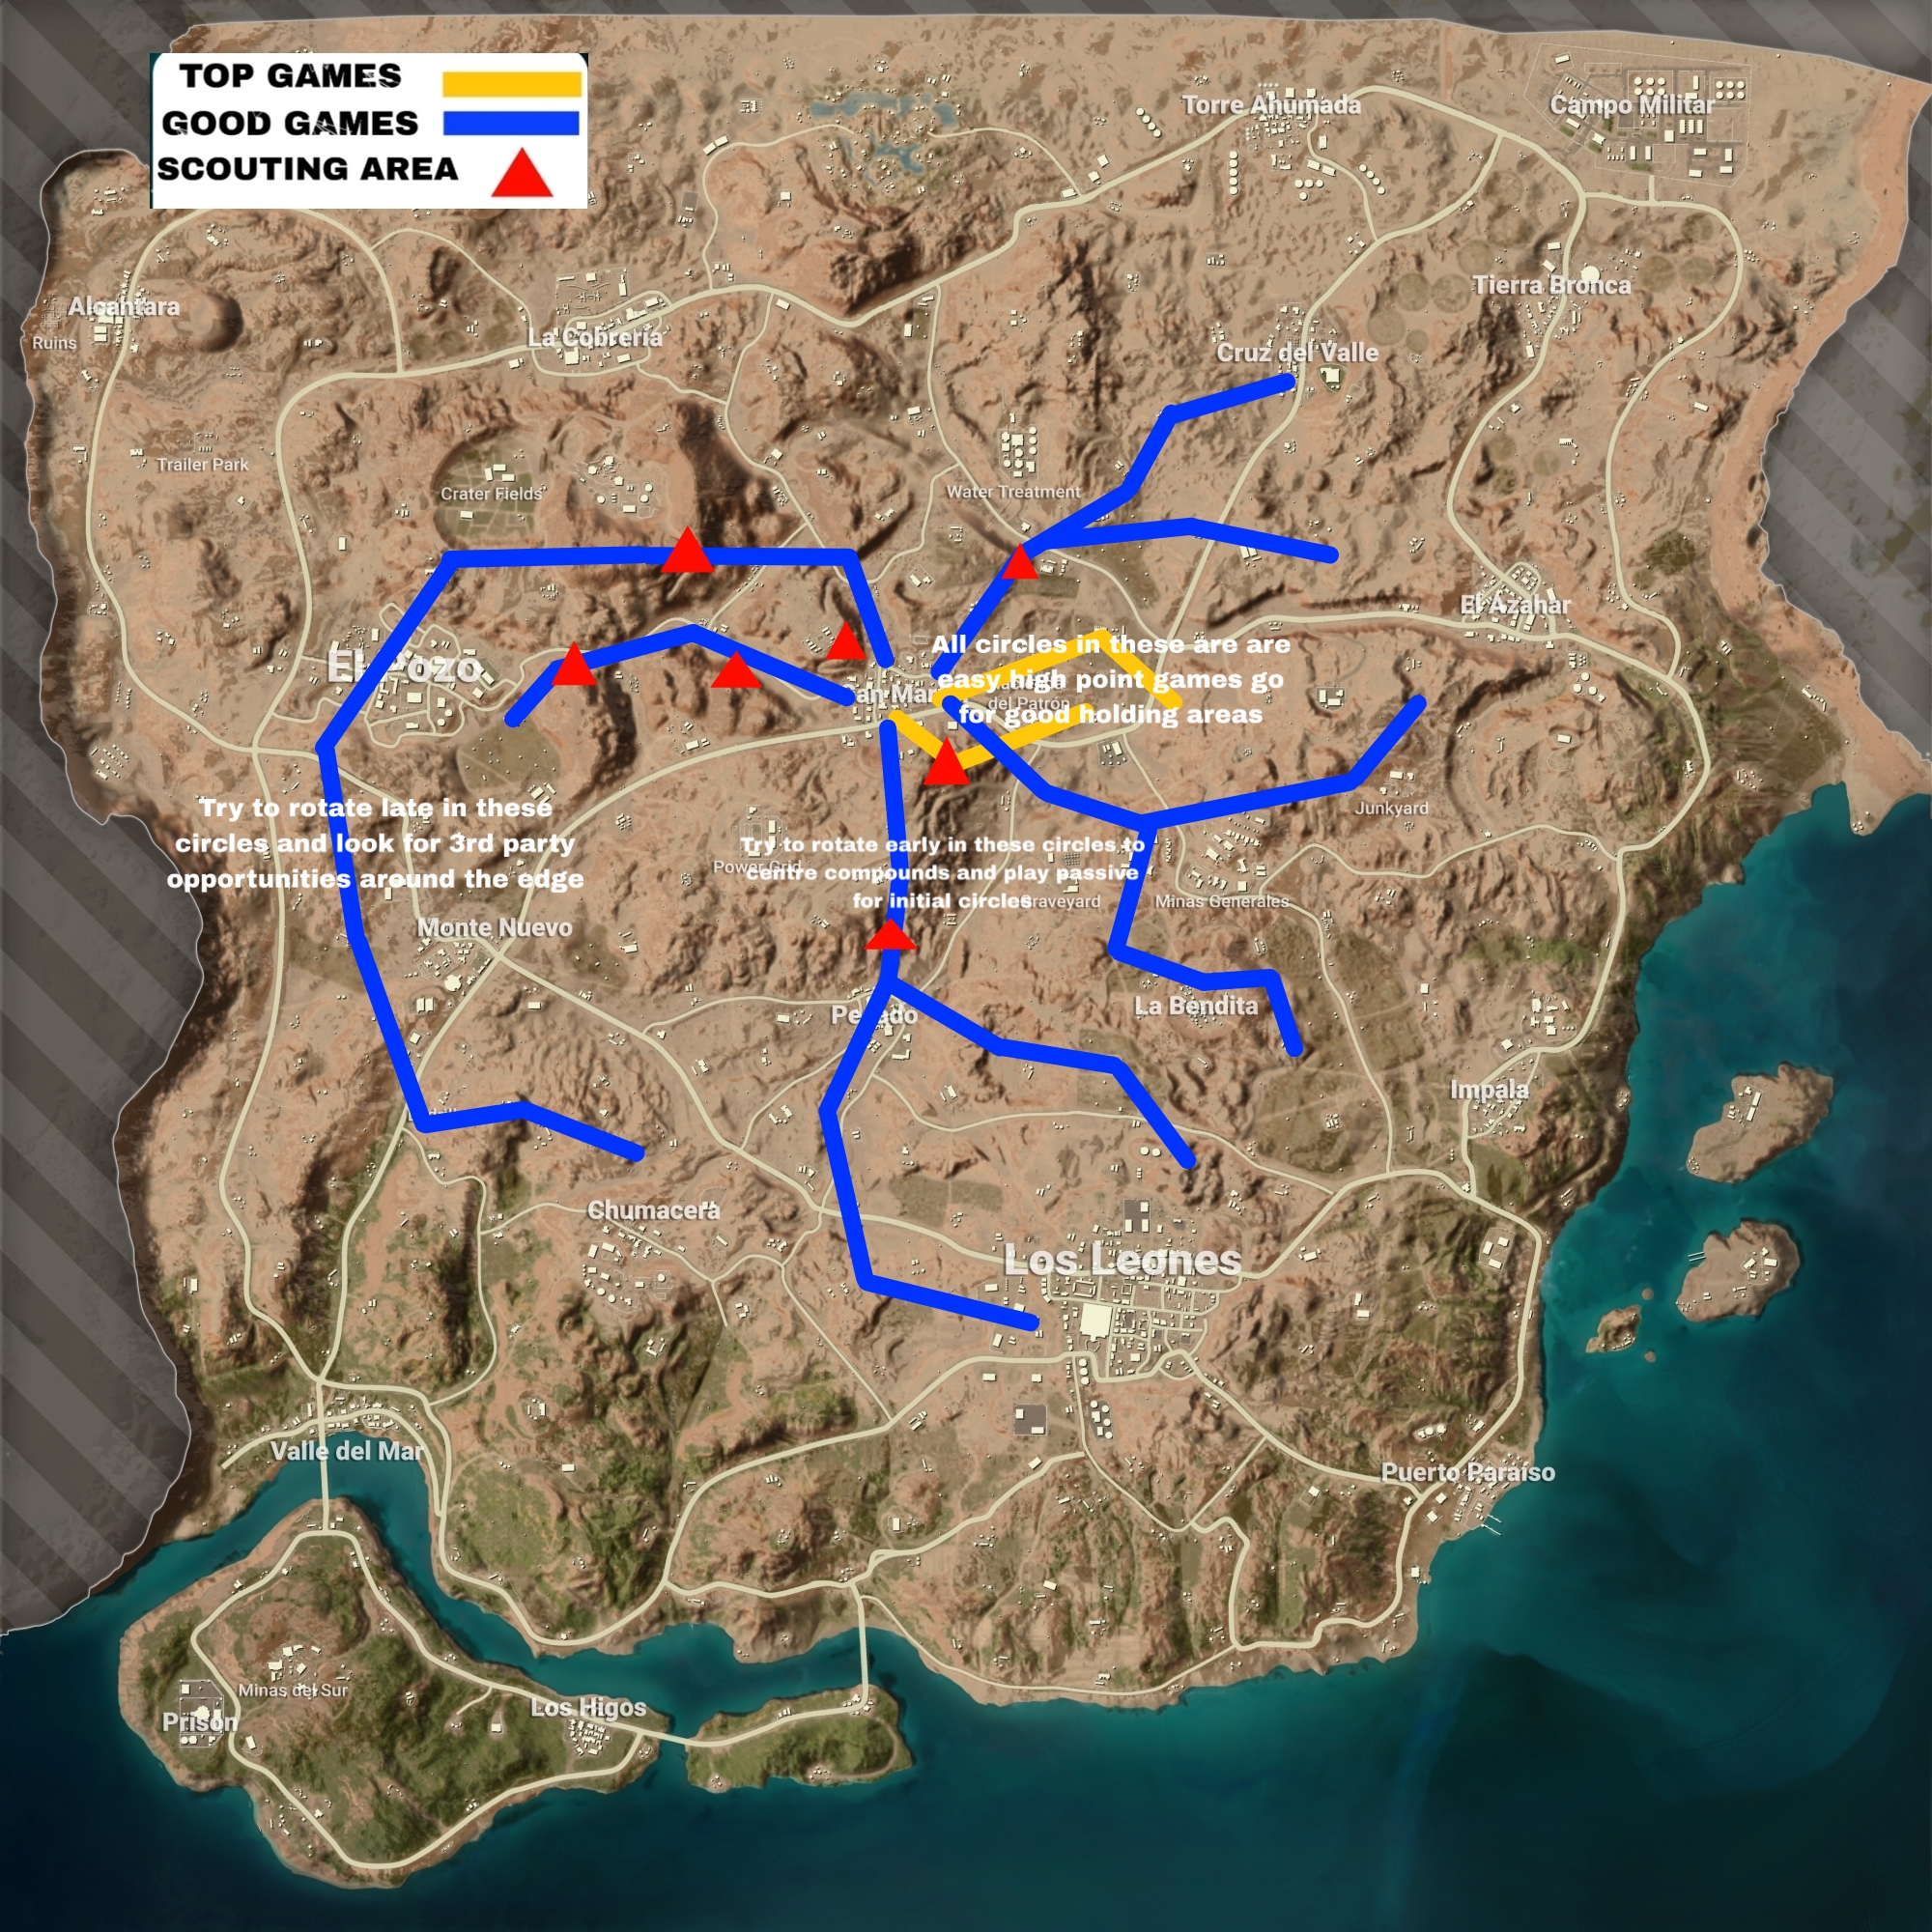 TOP GAMES
GOOD GAMES
SCOUTING AREA
Torre Ahumada
Campo Militar
Tierra Bronca
Alcantara
Ruins
La Cobrería
Cruz del Valle
Trailer Park
Crater Fields
Water Treatment
El Azahar
El Pozo
San Mar
All circles in these are are
easy high point games go
for good holding areas
del Patrón
Try to rotate late in these
circles and look for 3rd party
opportunities around the edge
Junkyard
Power Grid
Try to rotate early in these circles to
centre compounds and play passive
for initial circles
Graveyard
Minas Generales
Monte Nuevo
Pecado
La Bendita
Impala
Chumacera
Los Leones
Valle del Mar
Puerto Paraíso
Minas del Sur
Prison
Los Higos